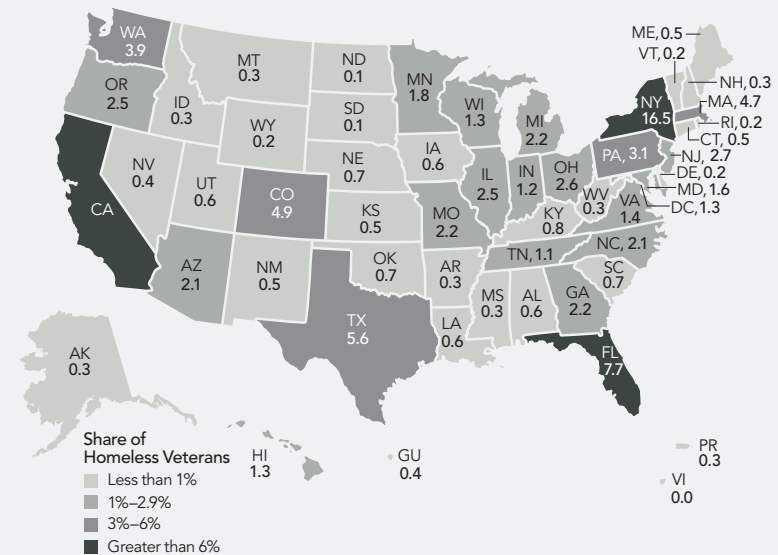 WA
3.9
OR
2.5
CA
ID
0.3
NV
0.4
MT
0.3
WY
0.2
UT
0.6
CO
4.9
AZ
2.1
NM
0.5
ND
0.1
SD
0.1
NE
0.7
KS
0.5
OK
0.7
TX
5.6
MN
1.8
IA
0.6
MO
2.2
AR
0.3
LA
0.6
WI
1.3
IL
2.5
MI
2.2
IN
1.2
OH
2.6
KY
0.8
TN, 1.1
MS
0.3
AL
0.6
GA
2.2
FL
7.7
SC
0.7
NC, 2.1
VA
1.4
WV
0.3
PA, 3.1
NY
16.5
ME, 0.5
VT, 0.2
NH, 0.3
MA, 4.7
RI, 0.2
CT, 0.5
NJ, 2.7
DE, 0.2
MD, 1.6
DC, 1.3
AK
0.3
HI
1.3
GU
0.4
PR
0.3
VI
0.0
Share of
Homeless Veterans
Less than 1%
1%–2.9%
3%–6%
Greater than 6%